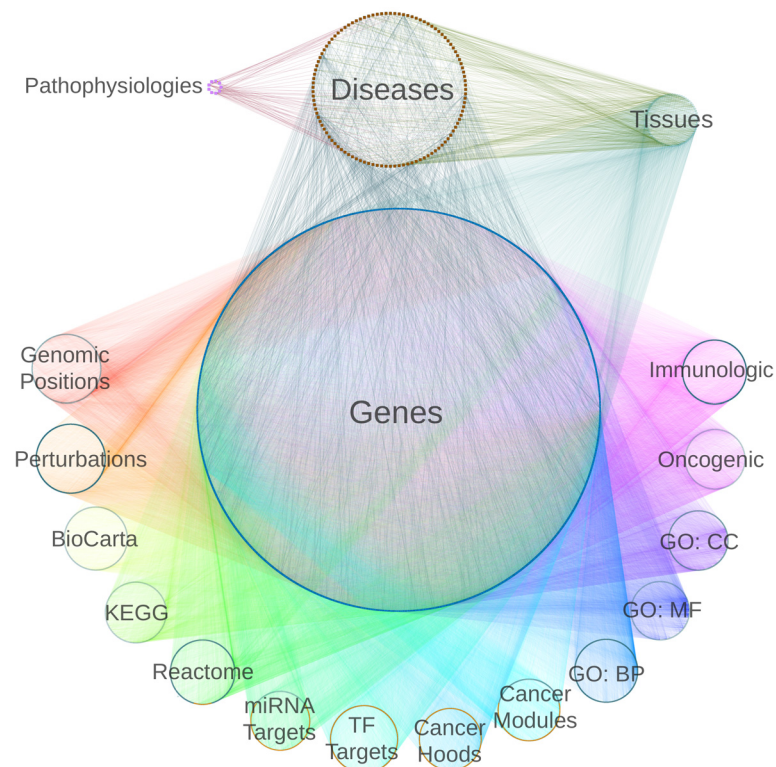 Diseases
Pathophysiologies
Tissues
Genes
Genomic
Positions
Immunologic
Perturbations
Oncogenic
BioCarta
GO: CC
KEGG
GO: MF
Reactome
GO: BP
miRNA
Targets
TF
Targets
Cancer
Hoods
Cancer
Modules